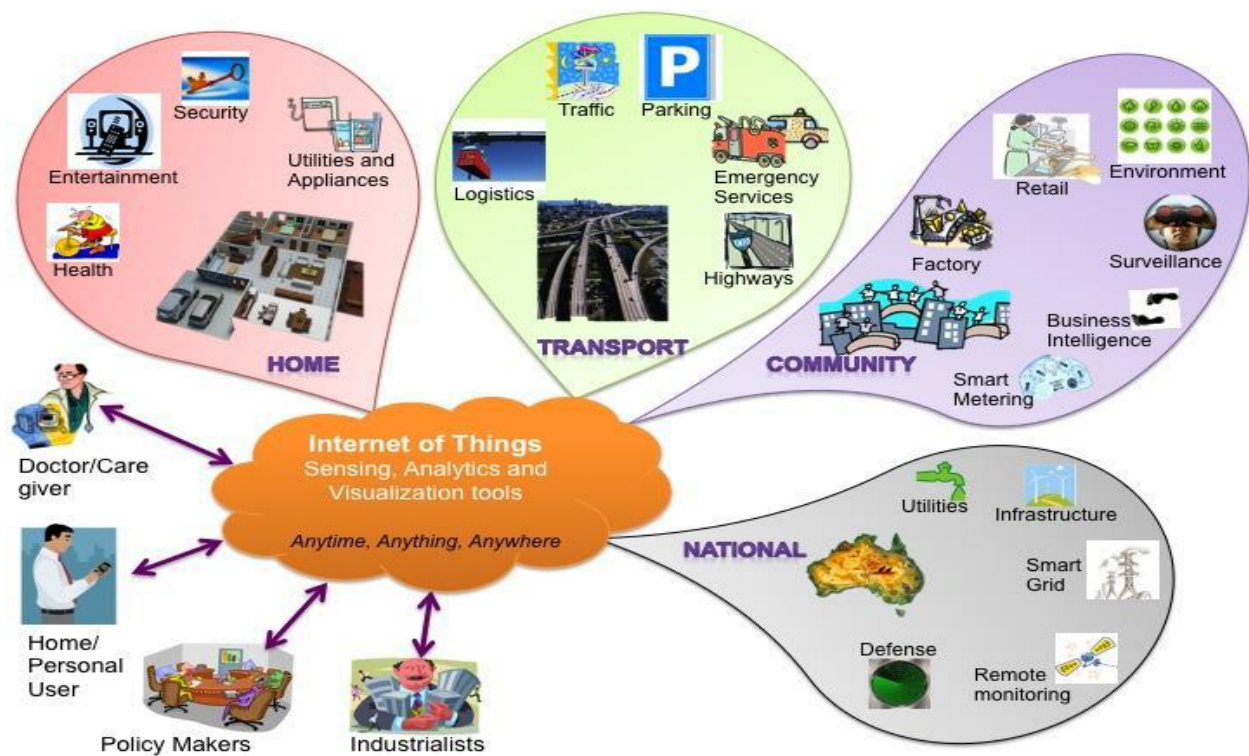 Security
Entertainment
Utilities and
Appliances
Health
HOME
Traffic
P
Parking
Logistics
Emergency
Services
Highways
TRANSPORT
Retail
Environment
Factory
Surveillance
Business
Intelligence
Smart
Metering
COMMUNITY
Internet of Things
Sensing, Analytics and
Visualization tools
Anytime, Anything, Anywhere
NATIONAL
Utilities
Infrastructure
Smart
Grid
Defense
Remote
monitoring
Doctor/Care
giver
Home/
Personal
User
Policy Makers
Industrialists